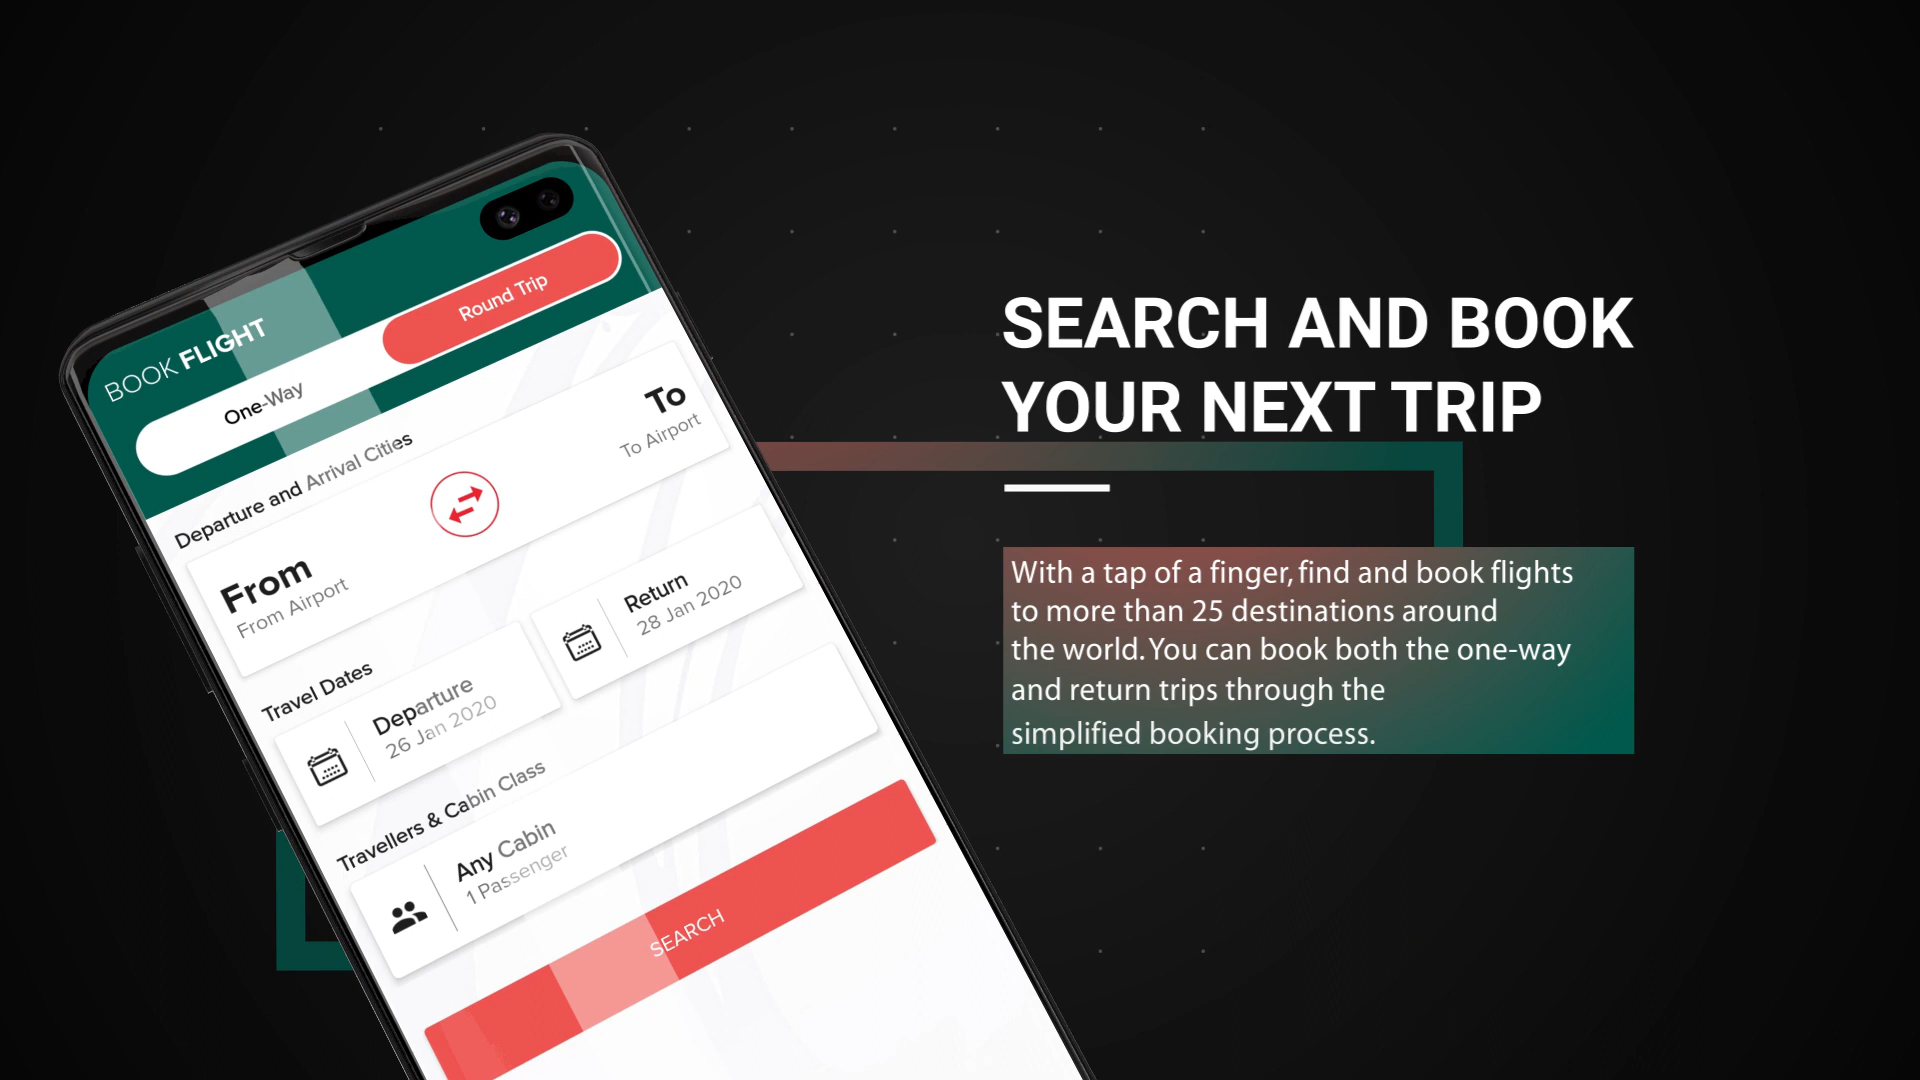 BOOK FLIGHT
One-Way
Round Trip
Departure and Arrival Cities
From
From Airport
To
To Airport
Travel Dates
Departure
26 Jan 2020
Return
28 Jan 2020
Travellers & Cabin Class
Any Cabin
1 Passenger
SEARCH
SEARCH AND BOOK
YOUR NEXT TRIP
With a tap of a finger, find and book flights
to more than 25 destinations around
the world. You can book both the one-way
and return trips through the
simplified booking process.